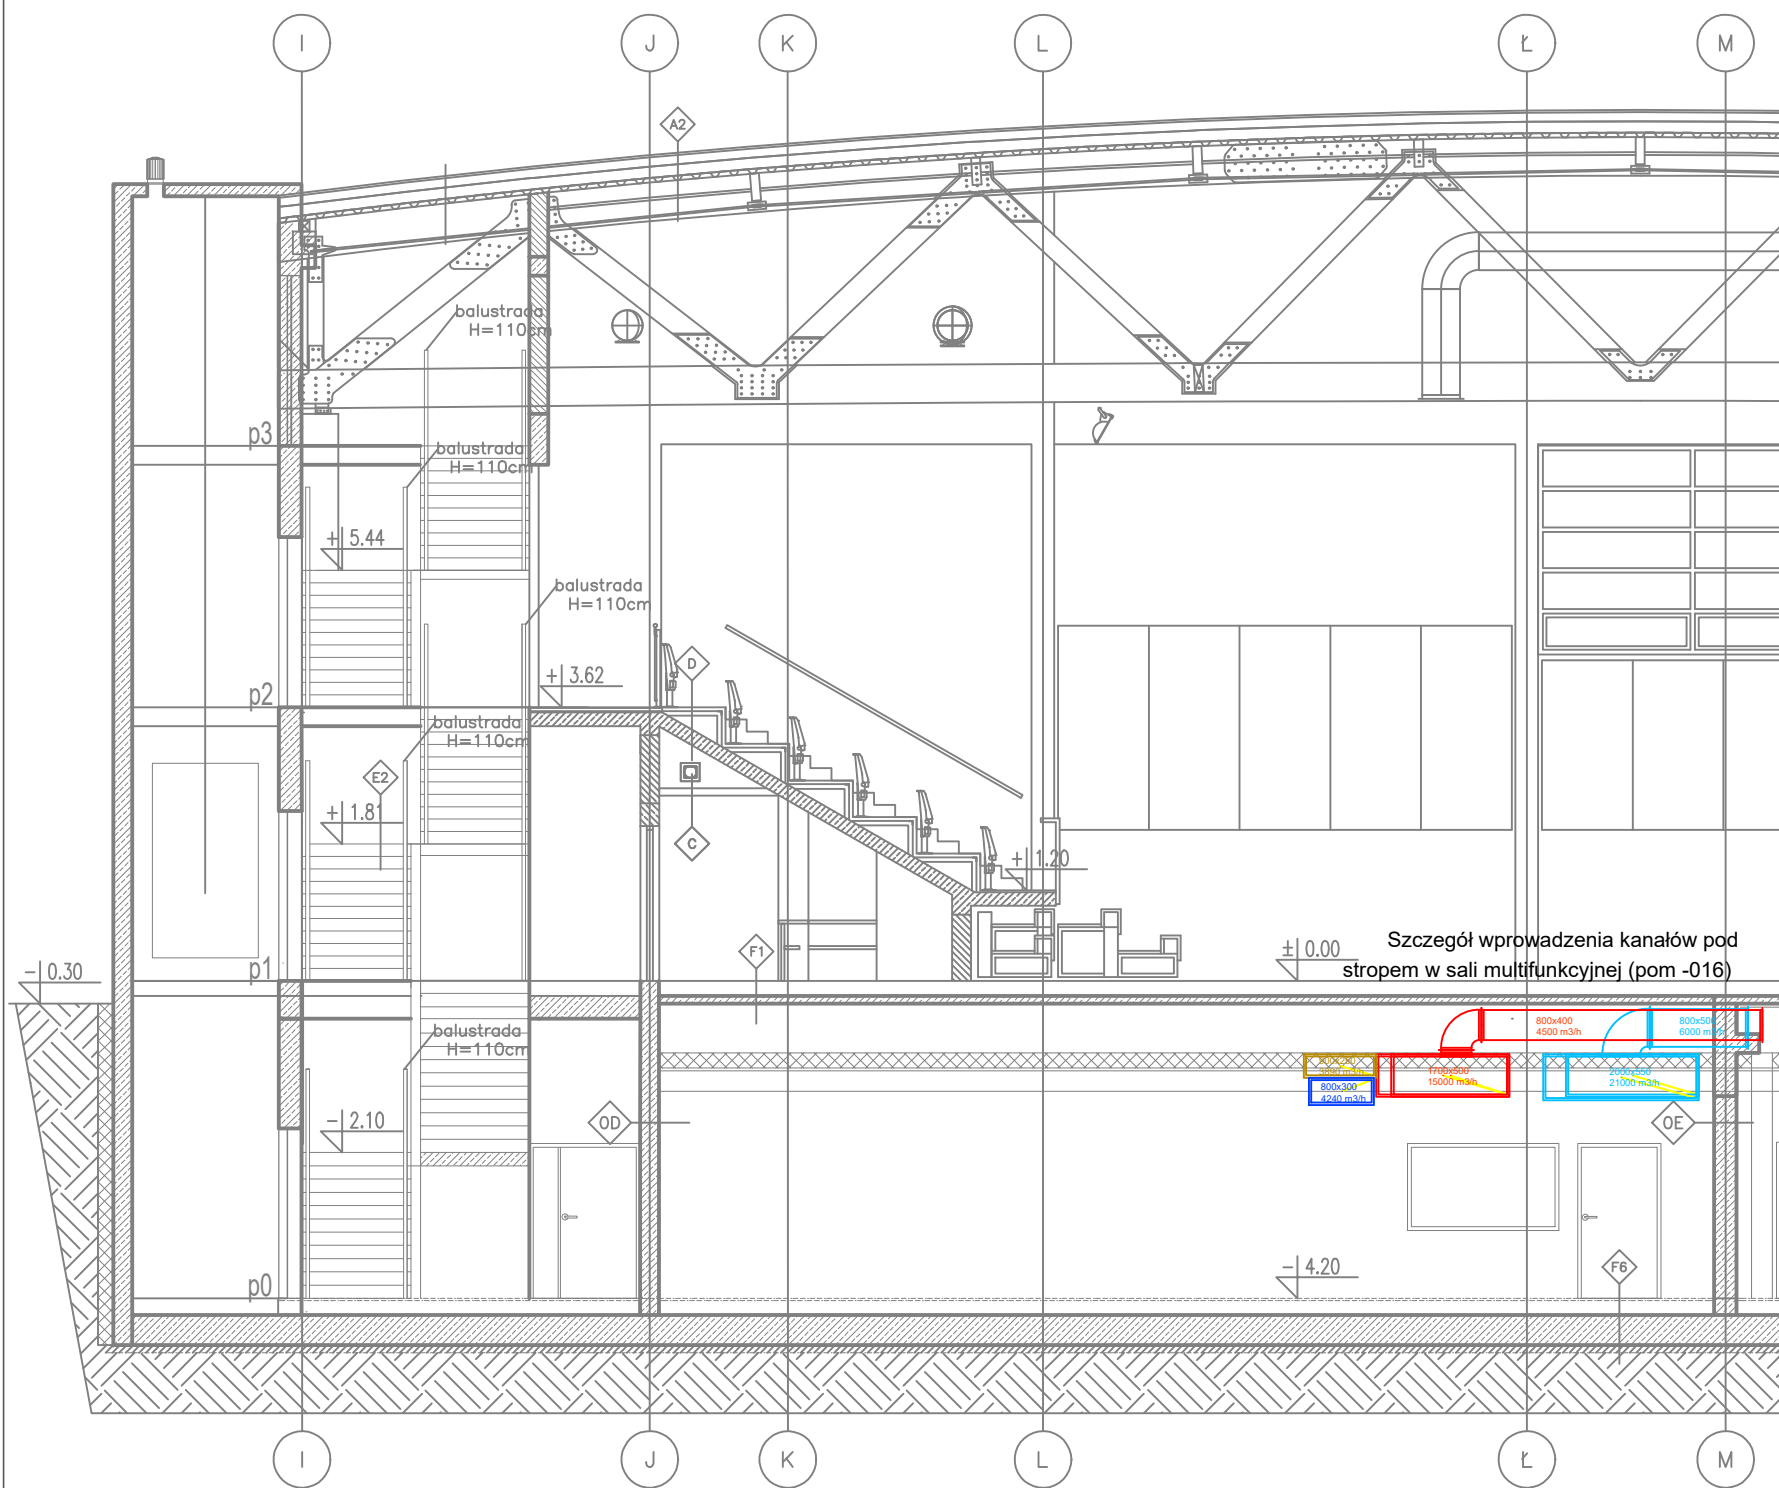 I J K L Ł M
A2
balustrada
H=110cm
p3
balustrada
H=110cm
+ 5.44
balustrada
H=110cm
D
+ 3.62
p2
balustrada
H=110cm
E2
+ 1.81
C
+ 1.20
F1
± 0.00
Szczegół wprowadzenia kanałów pod
stropem w sali multifunkcyjnej (pom -016)
- 0.30
p1
balustrada
H=110cm
800x400
4500 m3/h
800x500
6000 m3/h
1700x500
15000 m3/h
2000x550
21000 m3/h
800x300
4240 m3/h
- 2.10
OD
OE
- 4.20
F6
p0
I J K L Ł M